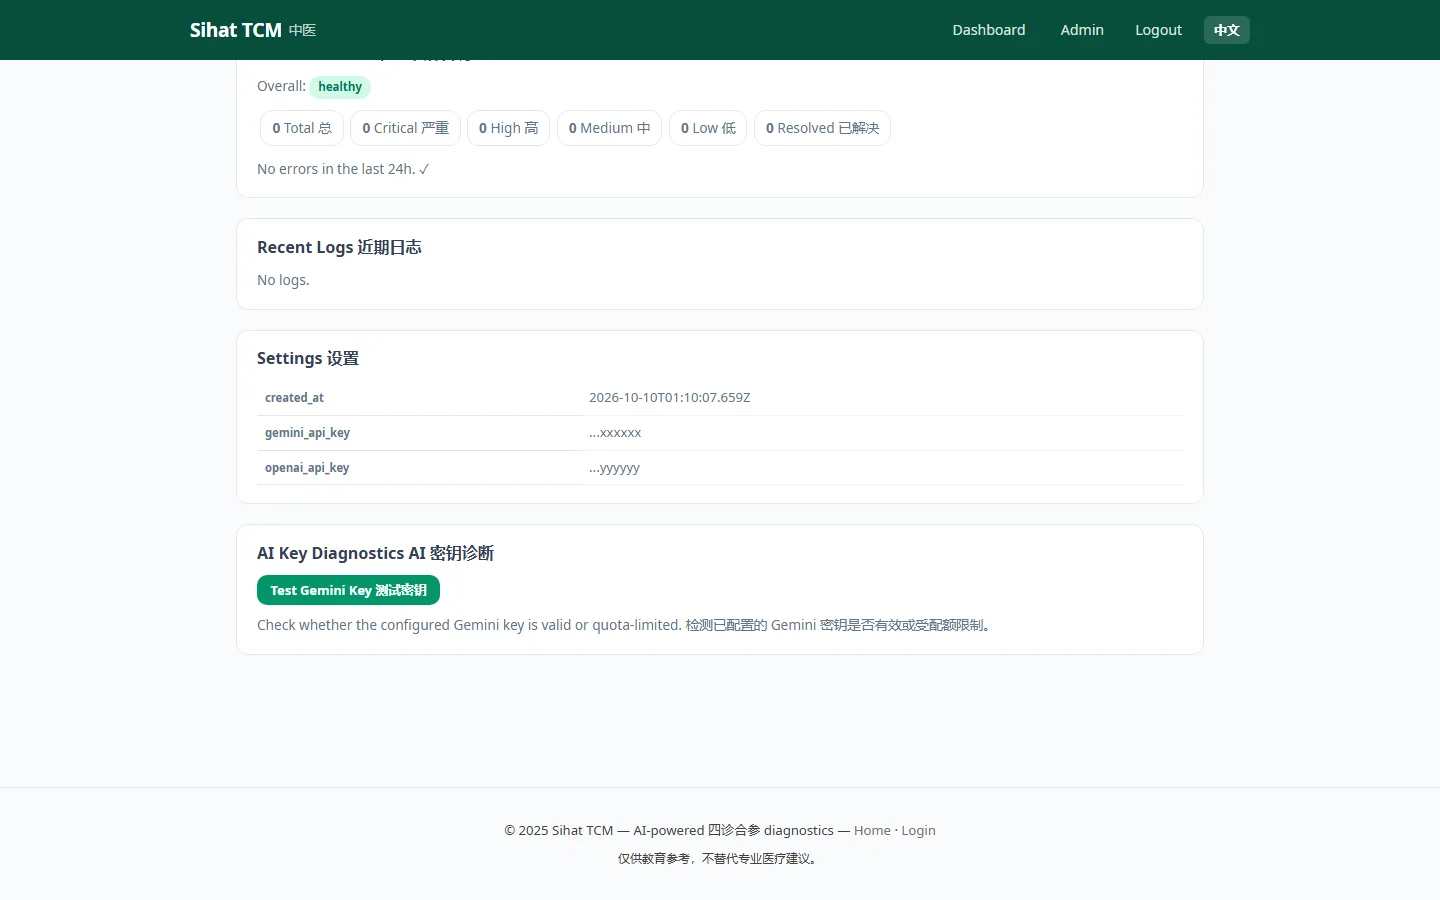 Sihat TCM 中医
Dashboard Admin Logout 中文
Overall: healthy
0 Total 总 0 Critical 严重 0 High 高 0 Medium 中 0 Low 低 0 Resolved 已解决
No errors in the last 24h. ✓
Recent Logs 近期日志
No logs.
Settings 设置
created_at 2026-10-10T01:10:07.659Z
gemini_api_key ...xxxxxx
openai_api_key ...yyyyyy
AI Key Diagnostics AI 密钥诊断
Test Gemini Key 测试密钥
Check whether the configured Gemini key is valid or quota-limited. 检测已配置的 Gemini 密钥是否有效或受配额限制。
© 2025 Sihat TCM — AI-powered 四诊合参 diagnostics — Home · Login
仅供教育参考，不替代专业医疗建议。